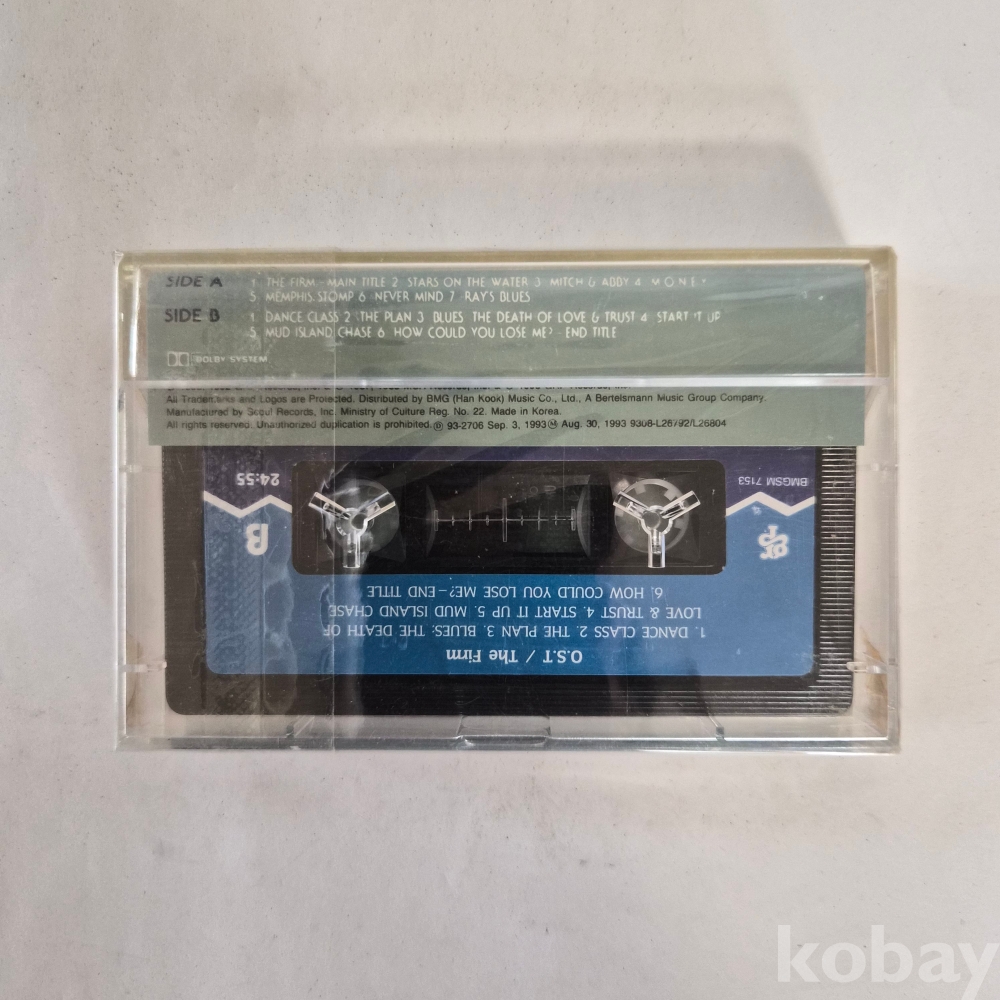 SIDE A
1. THE FIRM - MAIN TITLE 2. STARS ON THE WATER 3. MITCH & ABBY 4. M-O-N-E-Y
5. MEMPHIS STOMP 6. NEVER MIND 7. RAY'S BLUES
SIDE B
1. DANCE CLASS 2. THE PLAN 3. BLUES: THE DEATH OF LOVE & TRUST 4. START IT UP
5. MUD ISLAND CHASE 6. HOW COULD YOU LOSE ME? - END TITLE
DOLBY SYSTEM
All Trademarks and Logos are Protected. Distributed by BMG (Han Kook) Music Co., Ltd., A Bertelsmann Music Group Company.
Manufactured by Seoul Records, Inc. Ministry of Culture Reg. No. 22. Made in Korea.
All rights reserved. Unauthorized duplication is prohibited. Ⓟ 93-2706 Sep. 3, 1993 Ⓜ Aug. 30, 1993 9308-L26792/L26804
O.S.T / The Firm
1. DANCE CLASS 2. THE PLAN 3. BLUES: THE DEATH OF
LOVE & TRUST 4. START IT UP 5. MUD ISLAND CHASE
6. HOW COULD YOU LOSE ME?-END TITLE
B
BMGSM 7153
24:55
kobay